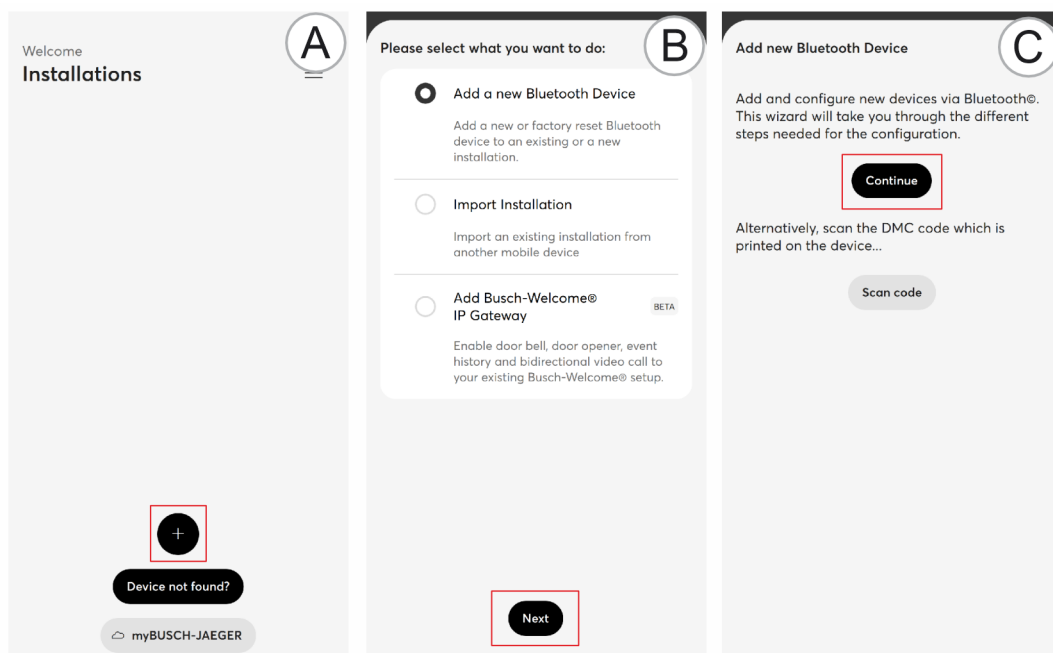 Welcome
Installations
A
+
Device not found?
myBUSCH-JAEGER
Please select what you want to do:
B
Add a new Bluetooth Device
Add a new or factory reset Bluetooth
device to an existing or a new
installation.
Import Installation
Import an existing installation from
another mobile device
Add Busch-Welcome®
IP Gateway
BETA
Enable door bell, door opener, event
history and bidirectional video call to
your existing Busch-Welcome® setup.
Next
Add new Bluetooth Device
C
Add and configure new devices via Bluetooth©.
This wizard will take you through the different
steps needed for the configuration.
Continue
Alternatively, scan the DMC code which is
printed on the device...
Scan code